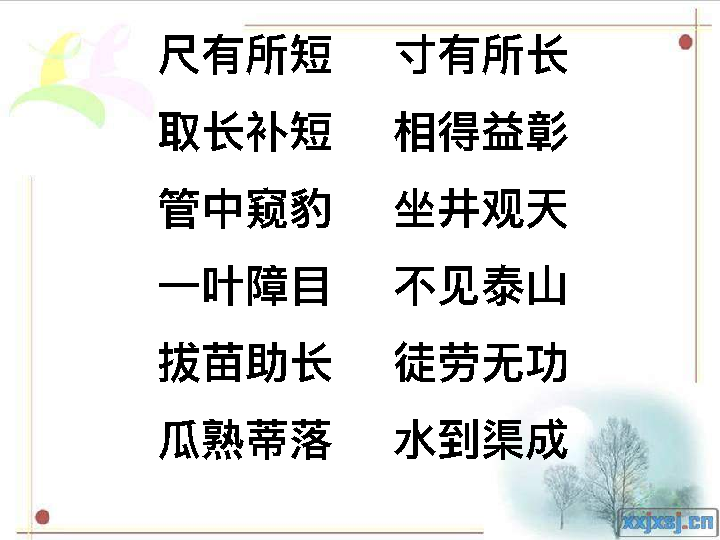 尺有所短 寸有所长
取长补短 相得益彰
管中窥豹 坐井观天
一叶障目 不见泰山
拔苗助长 徒劳无功
瓜熟蒂落 水到渠成
xxjxsj.cn